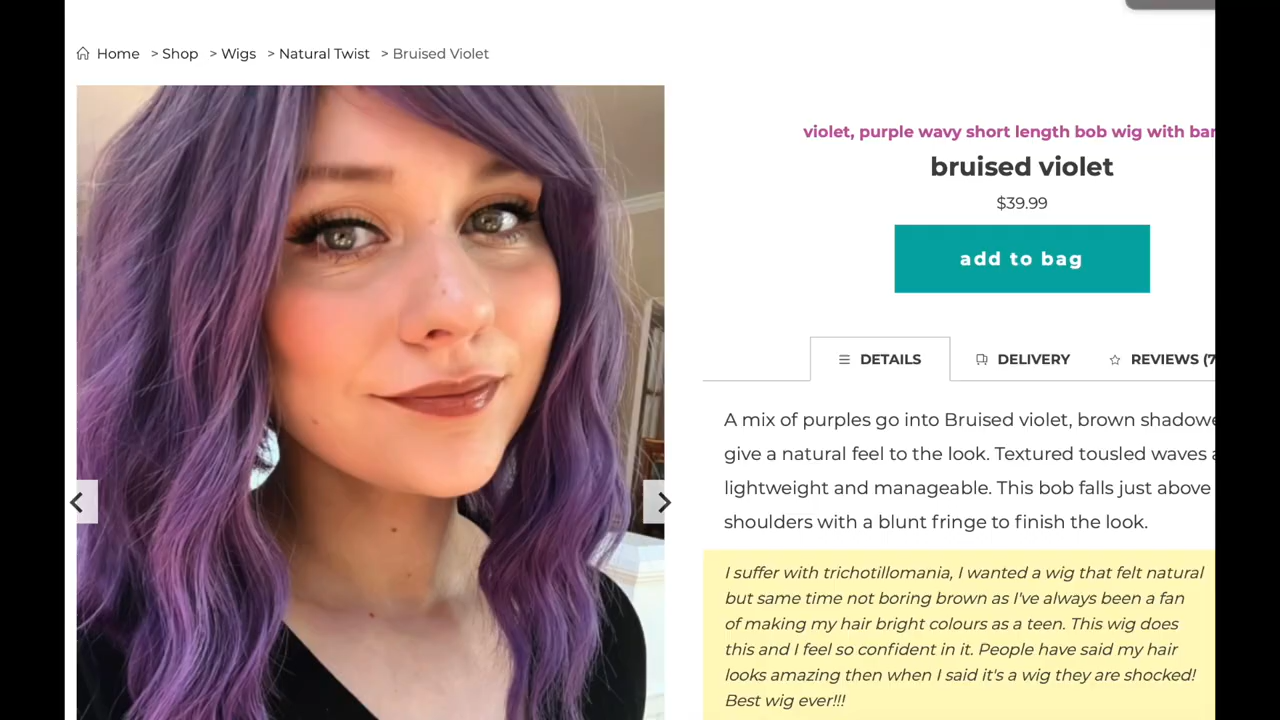 Home > Shop > Wigs > Natural Twist > Bruised Violet
violet, purple wavy short length bob wig with
bruised violet
$39.99
add to bag
DETAILS DELIVERY REVIEWS (7
A mix of purples go into Bruised violet, brown
give a natural feel to the look. Textured tousled waves
lightweight and manageable. This bob falls just above
shoulders with a blunt fringe to finish the look.
I suffer with trichotillomania, I wanted a wig that felt natural
but same time not boring brown as I've always been a fan
of making my hair bright colours as a teen. This wig does
this and I feel so confident in it. People have said my hair
looks amazing then when I said it's a wig they are shocked!
Best wig ever!!!